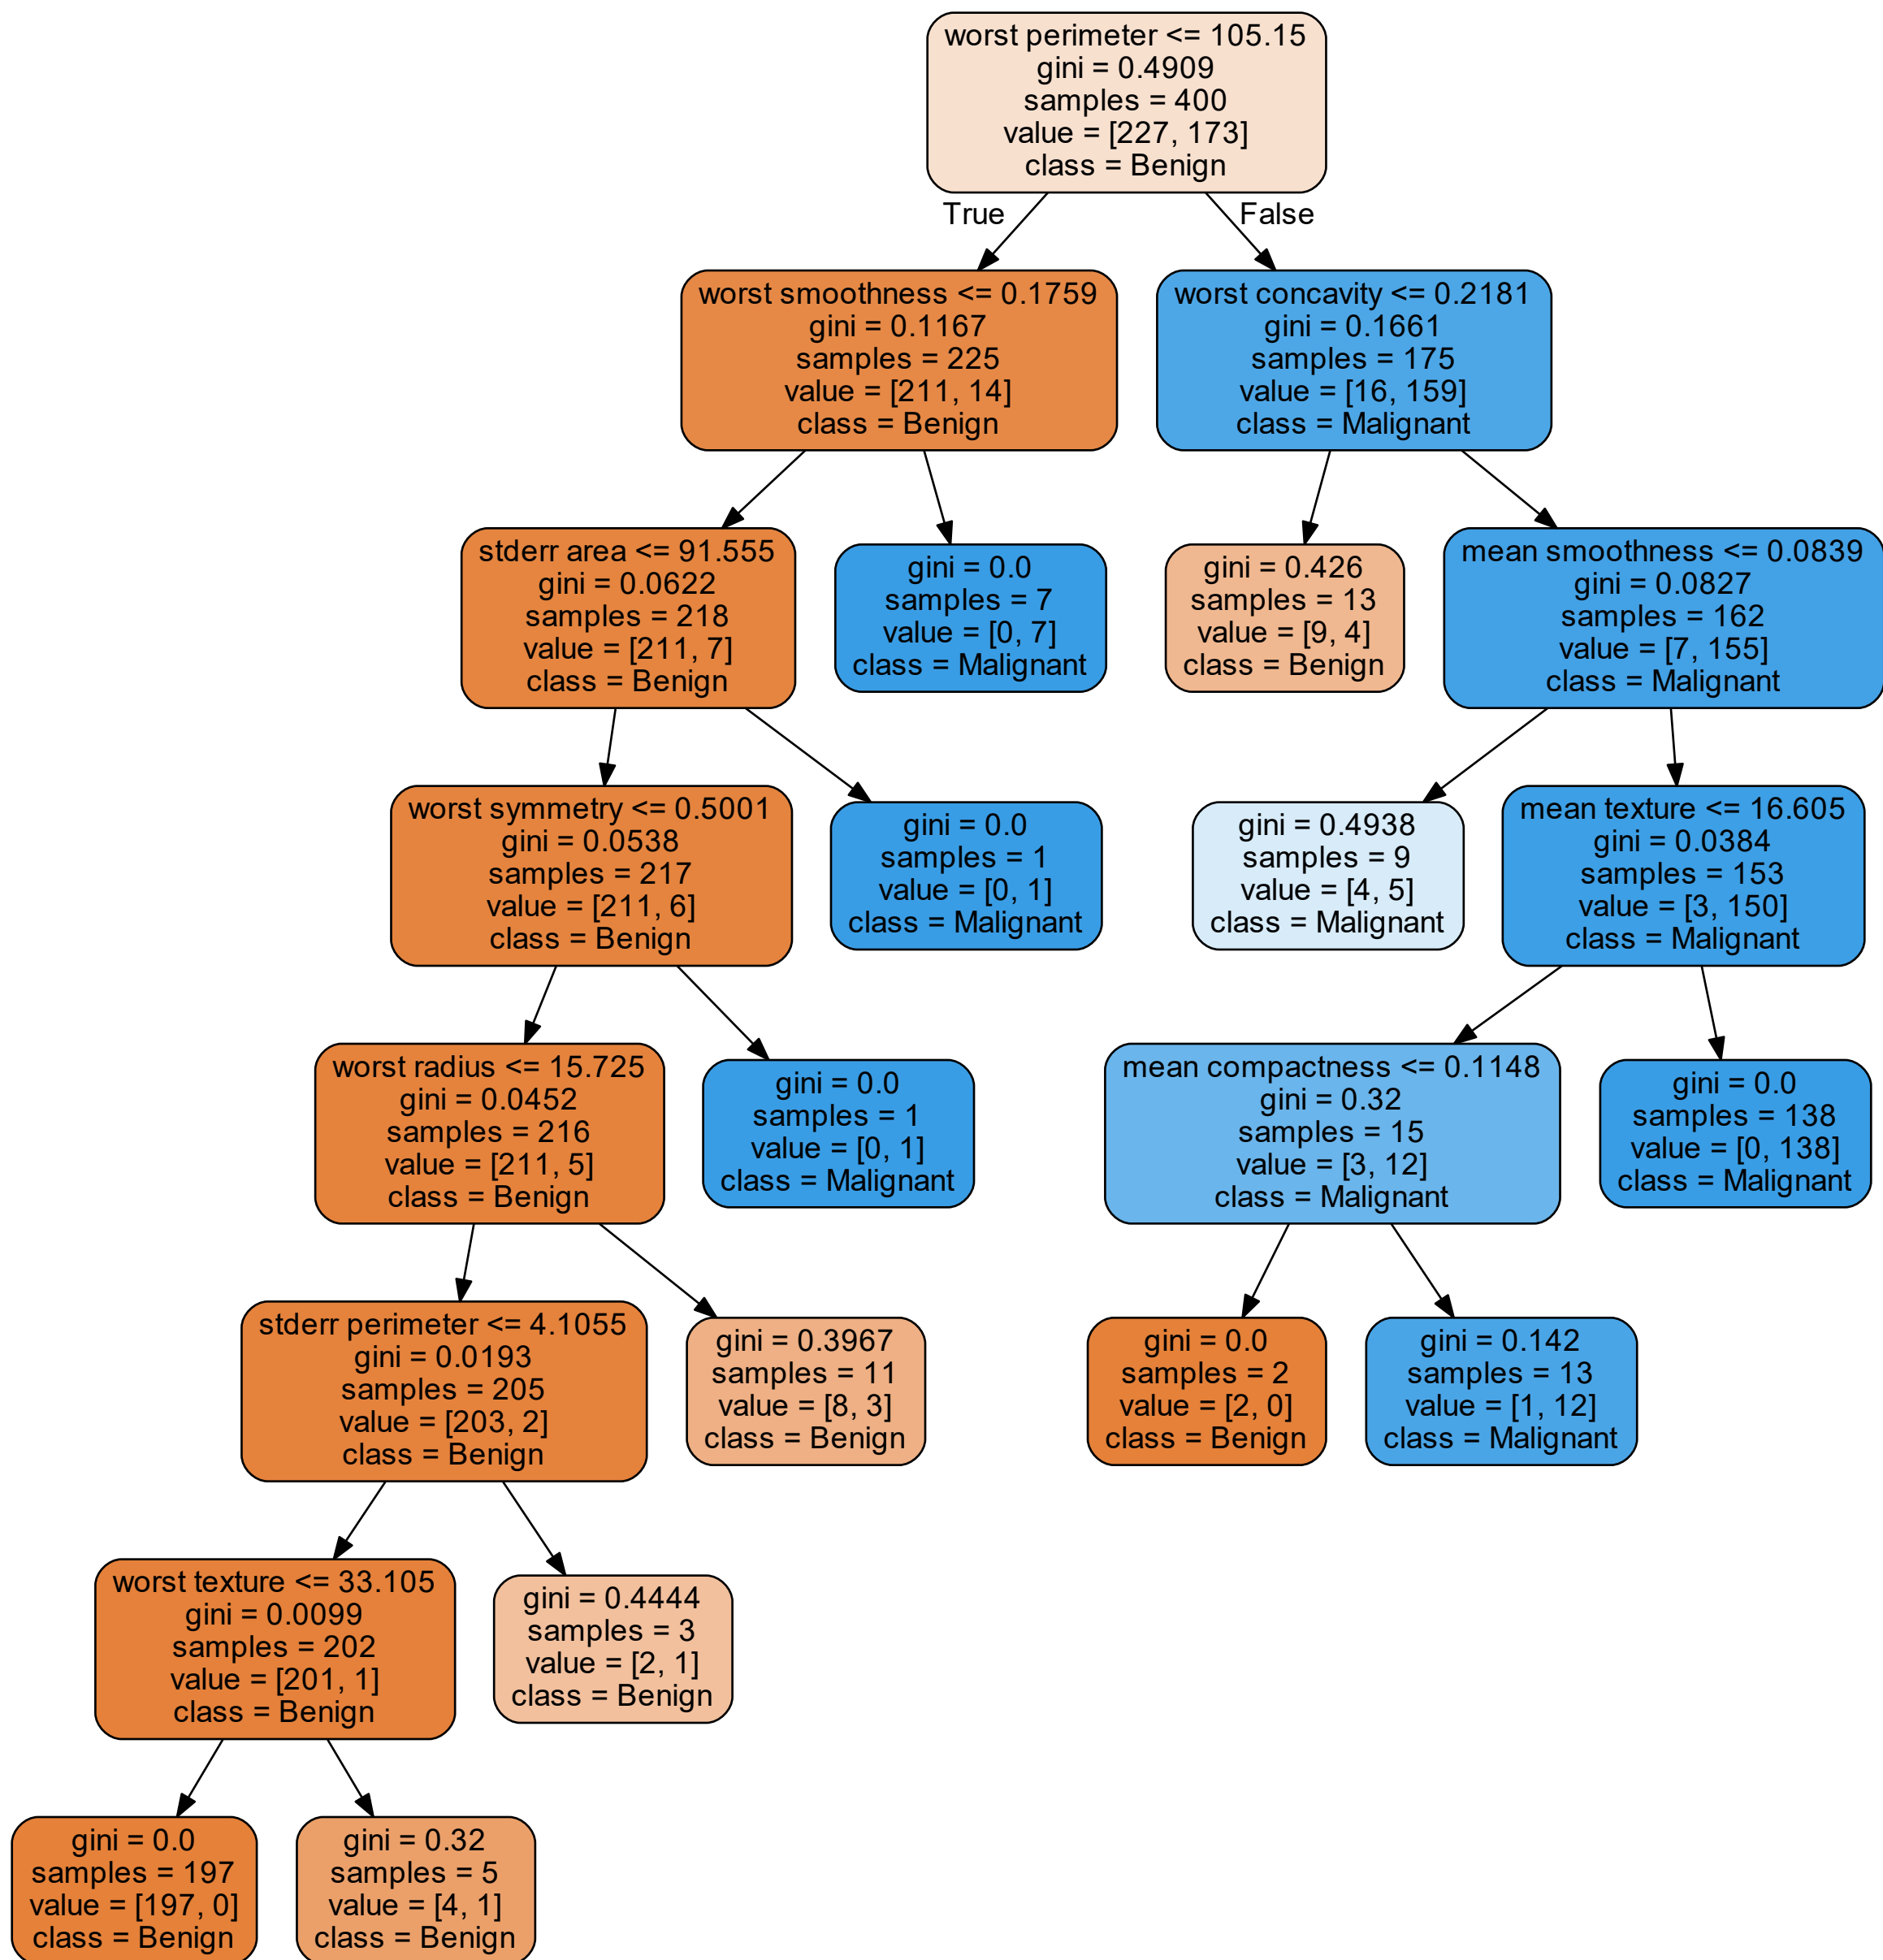 worst perimeter <= 105.15
gini = 0.4909
samples = 400
value = [227, 173]
class = Benign
True
False
worst smoothness <= 0.1759
gini = 0.1167
samples = 225
value = [211, 14]
class = Benign
worst concavity <= 0.2181
gini = 0.1661
samples = 175
value = [16, 159]
class = Malignant
stderr area <= 91.555
gini = 0.0622
samples = 218
value = [211, 7]
class = Benign
gini = 0.0
samples = 7
value = [0, 7]
class = Malignant
gini = 0.426
samples = 13
value = [9, 4]
class = Benign
mean smoothness <= 0.0839
gini = 0.0827
samples = 162
value = [7, 155]
class = Malignant
worst symmetry <= 0.5001
gini = 0.0538
samples = 217
value = [211, 6]
class = Benign
gini = 0.0
samples = 1
value = [0, 1]
class = Malignant
gini = 0.4938
samples = 9
value = [4, 5]
class = Malignant
mean texture <= 16.605
gini = 0.0384
samples = 153
value = [3, 150]
class = Malignant
worst radius <= 15.725
gini = 0.0452
samples = 216
value = [211, 5]
class = Benign
gini = 0.0
samples = 1
value = [0, 1]
class = Malignant
mean compactness <= 0.1148
gini = 0.32
samples = 15
value = [3, 12]
class = Malignant
gini = 0.0
samples = 138
value = [0, 138]
class = Malignant
stderr perimeter <= 4.1055
gini = 0.0193
samples = 205
value = [203, 2]
class = Benign
gini = 0.3967
samples = 11
value = [8, 3]
class = Benign
gini = 0.0
samples = 2
value = [2, 0]
class = Benign
gini = 0.142
samples = 13
value = [1, 12]
class = Malignant
worst texture <= 33.105
gini = 0.0099
samples = 202
value = [201, 1]
class = Benign
gini = 0.4444
samples = 3
value = [2, 1]
class = Benign
gini = 0.0
samples = 197
value = [197, 0]
class = Benign
gini = 0.32
samples = 5
value = [4, 1]
class = Benign